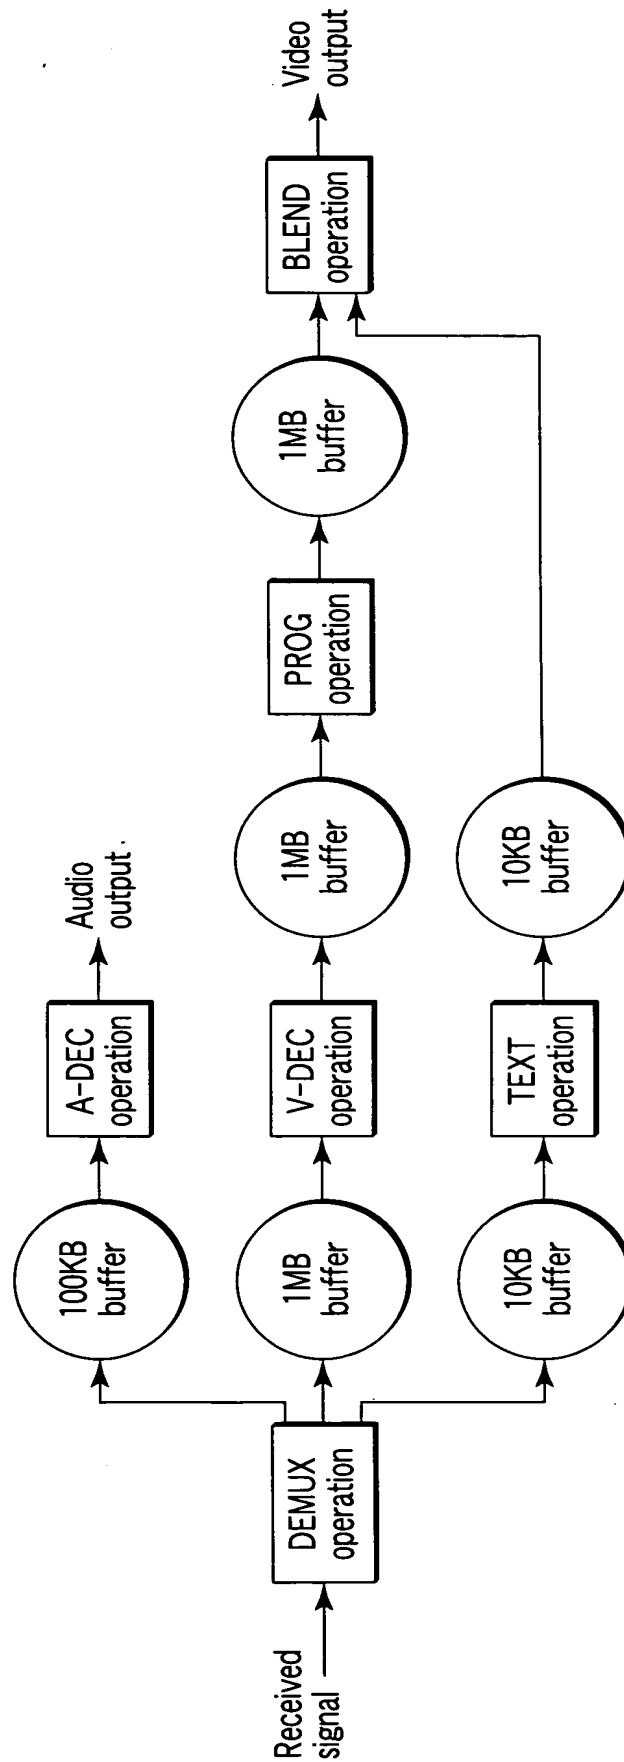 Received
signal
DEMUX
operation
100KB
buffer
A-DEC
operation
Audio
output
1MB
buffer
V-DEC
operation
1MB
buffer
PROG
operation
1MB
buffer
BLEND
operation
Video
output
10KB
buffer
TEXT
operation
10KB
buffer